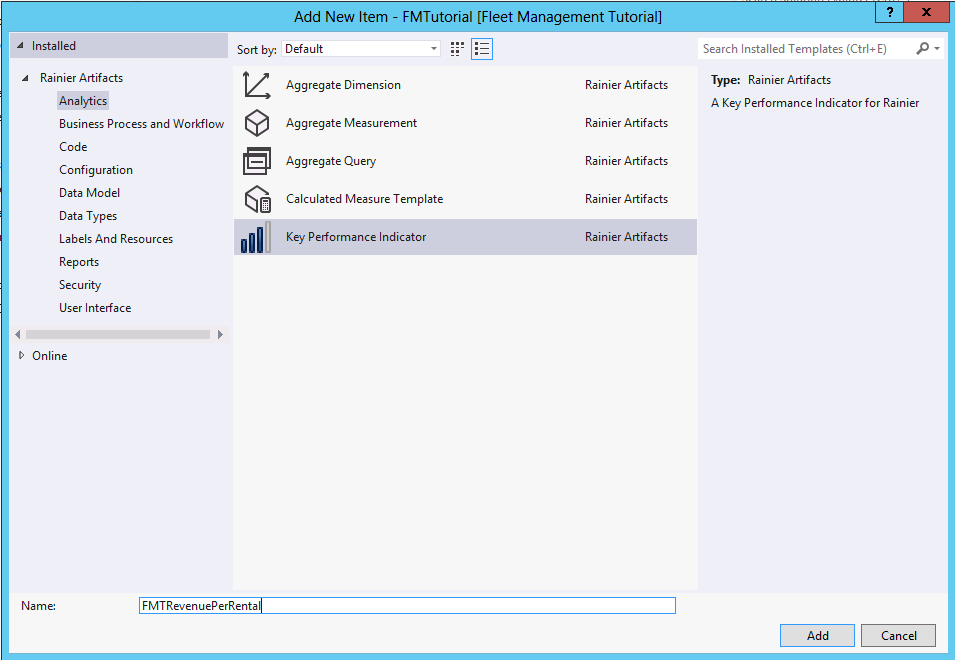 Add New Item - FMTutorial [Fleet Management Tutorial]
? x
Installed
Sort by: Default
Search Installed Templates (Ctrl+E)
Rainier Artifacts
Analytics
Business Process and Workflow
Code
Configuration
Data Model
Data Types
Labels And Resources
Reports
Security
User Interface
Online
Aggregate Dimension Rainier Artifacts
Aggregate Measurement Rainier Artifacts
Aggregate Query Rainier Artifacts
Calculated Measure Template Rainier Artifacts
Key Performance Indicator Rainier Artifacts
Type: Rainier Artifacts
A Key Performance Indicator for Rainier
Name: FMTRevenuePerRental
Add Cancel